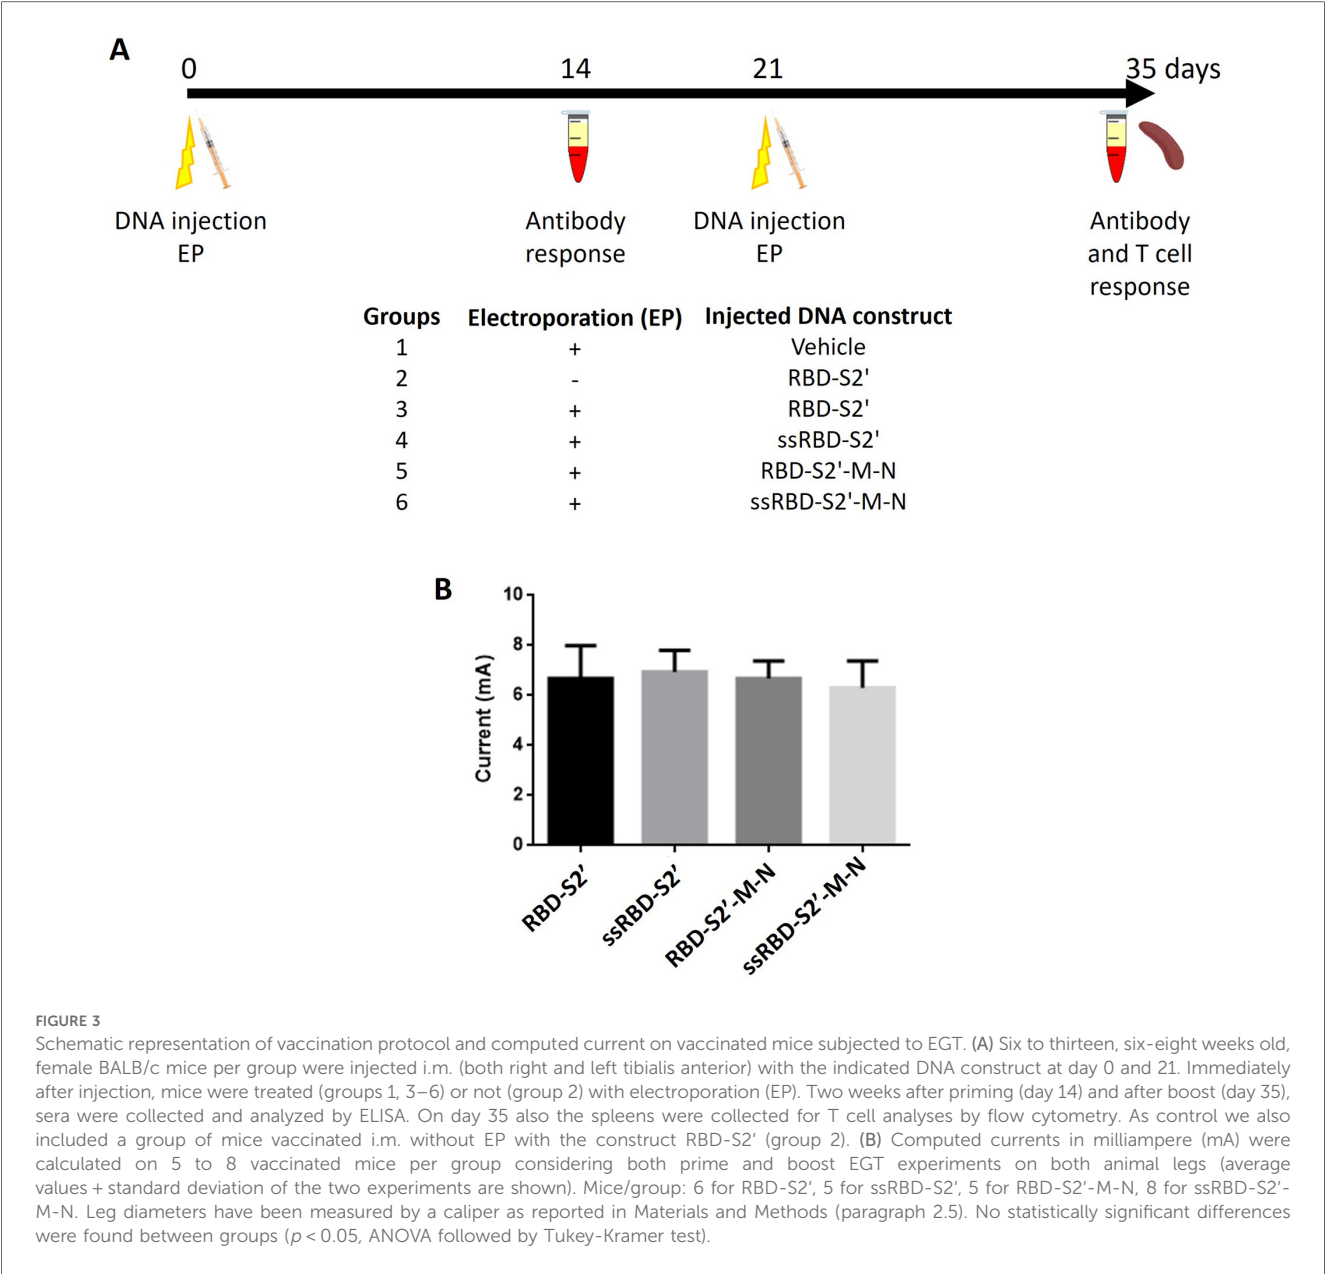 A
0 14 21 35 days
DNA injection Antibody DNA injection Antibody
EP response EP and T cell
response
Groups Electroporation (EP) Injected DNA construct
1 + Vehicle
2 - RBD-S2'
3 + RBD-S2'
4 + ssRBD-S2'
5 + RBD-S2'-M-N
6 + ssRBD-S2'-M-N
B
10
8
6
4
2
0
Current (mA)
RBD-S2′
ssRBD-S2′
RBD-S2′-M-N
ssRBD-S2′-M-N
FIGURE 3
Schematic representation of vaccination protocol and computed current on vaccinated mice subjected to EGT. (A) Six to thirteen, six-eight weeks old,
female BALB/c mice per group were injected i.m. (both right and left tibialis anterior) with the indicated DNA construct at day 0 and 21. Immediately
after injection, mice were treated (groups 1, 3–6) or not (group 2) with electroporation (EP). Two weeks after priming (day 14) and after boost (day 35),
sera were collected and analyzed by ELISA. On day 35 also the spleens were collected for T cell analyses by flow cytometry. As control we also
included a group of mice vaccinated i.m. without EP with the construct RBD-S2′ (group 2). (B) Computed currents in milliampere (mA) were
calculated on 5 to 8 vaccinated mice per group considering both prime and boost EGT experiments on both animal legs (average
values + standard deviation of the two experiments are shown). Mice/group: 6 for RBD-S2′, 5 for ssRBD-S2′, 5 for RBD-S2′-M-N, 8 for ssRBD-S2′-
M-N. Leg diameters have been measured by a caliper as reported in Materials and Methods (paragraph 2.5). No statistically significant differences
were found between groups (p < 0.05, ANOVA followed by Tukey-Kramer test).